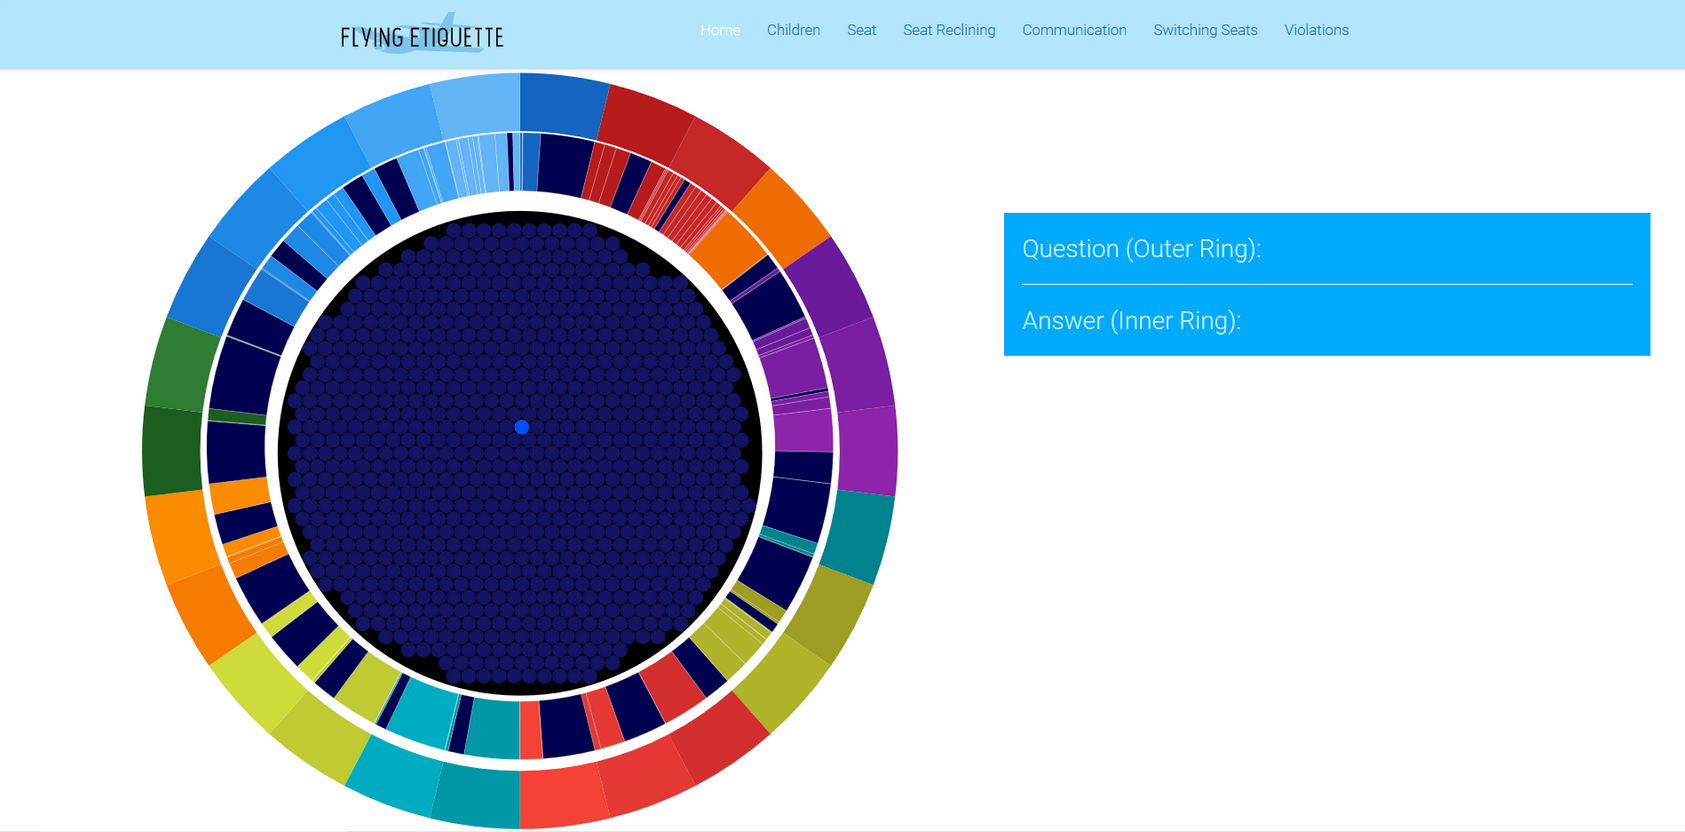 FLYING ETIQUETTE
Home Children Seat Seat Reclining Communication Switching Seats Violations
Question (Outer Ring):
Answer (Inner Ring):